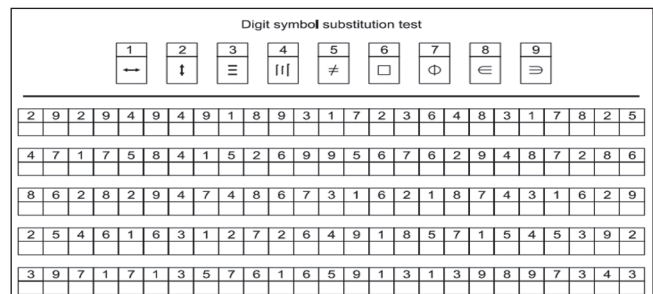 Digit symbol substitution test
1 2 3 4 5 6 7 8 9
↔ ↕ ☰ ⌈ı⌈ ≠ □ Φ ∈ ∋
2 9 2 9 4 9 4 9 1 8 9 3 1 7 2 3 6 4 8 3 1 7 8 2 5
4 7 1 7 5 8 4 1 5 2 6 9 9 5 6 7 6 2 9 4 8 7 2 8 6
8 6 2 8 2 9 4 7 4 8 6 7 3 1 6 2 1 8 7 4 3 1 6 2 9
2 5 4 6 1 6 3 1 2 7 2 6 4 9 1 8 5 7 1 5 4 5 3 9 2
3 9 7 1 7 1 3 5 7 6 1 6 5 9 1 3 1 3 9 8 9 7 3 4 3